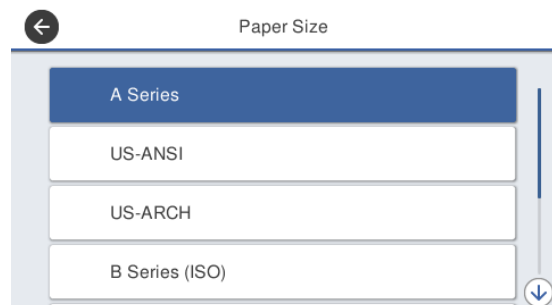 Paper Size
A Series
US-ANSI
US-ARCH
B Series (ISO)